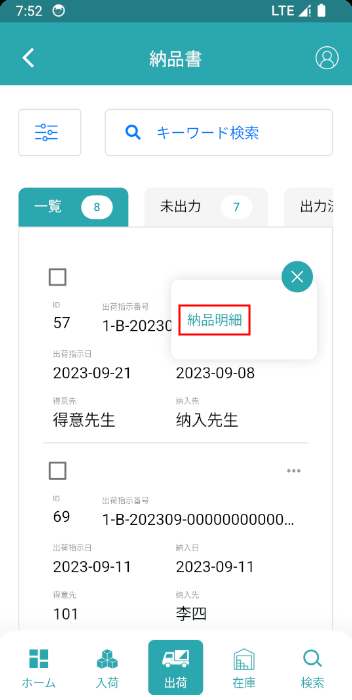 7:52 LTE
納品書
キーワード検索
一覧 8 未出力 7 出力済
ID 出荷指示番号
57 1-B-20230
納品明細
出荷指示日
2023-09-21 2023-09-08
得意先 納入先
得意先生 纳入先生
ID 出荷指示番号
69 1-B-202309-00000000000...
出荷指示日 納入日
2023-09-11 2023-09-11
得意先 納入先
101 李四
ホーム 入荷 出荷 在庫 検索